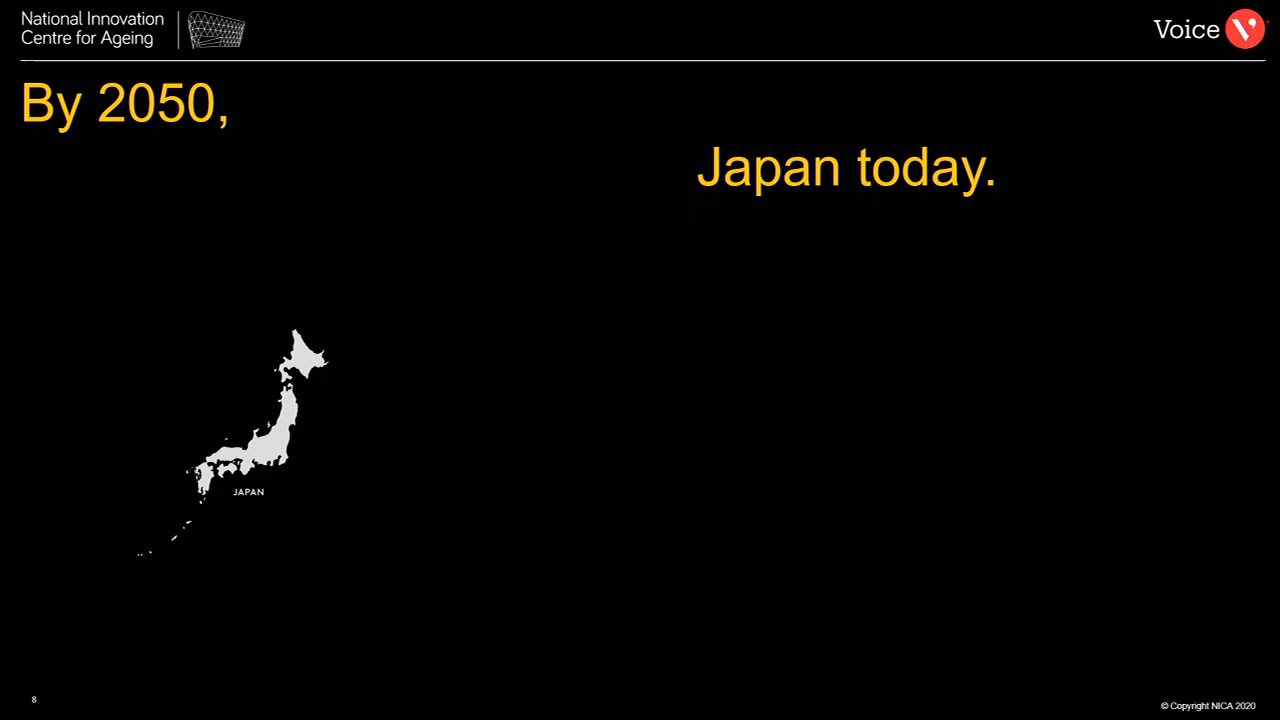 National Innovation
Centre for Ageing
Voice
By 2050,
Japan today.
JAPAN
8
© Copyright NICA 2020